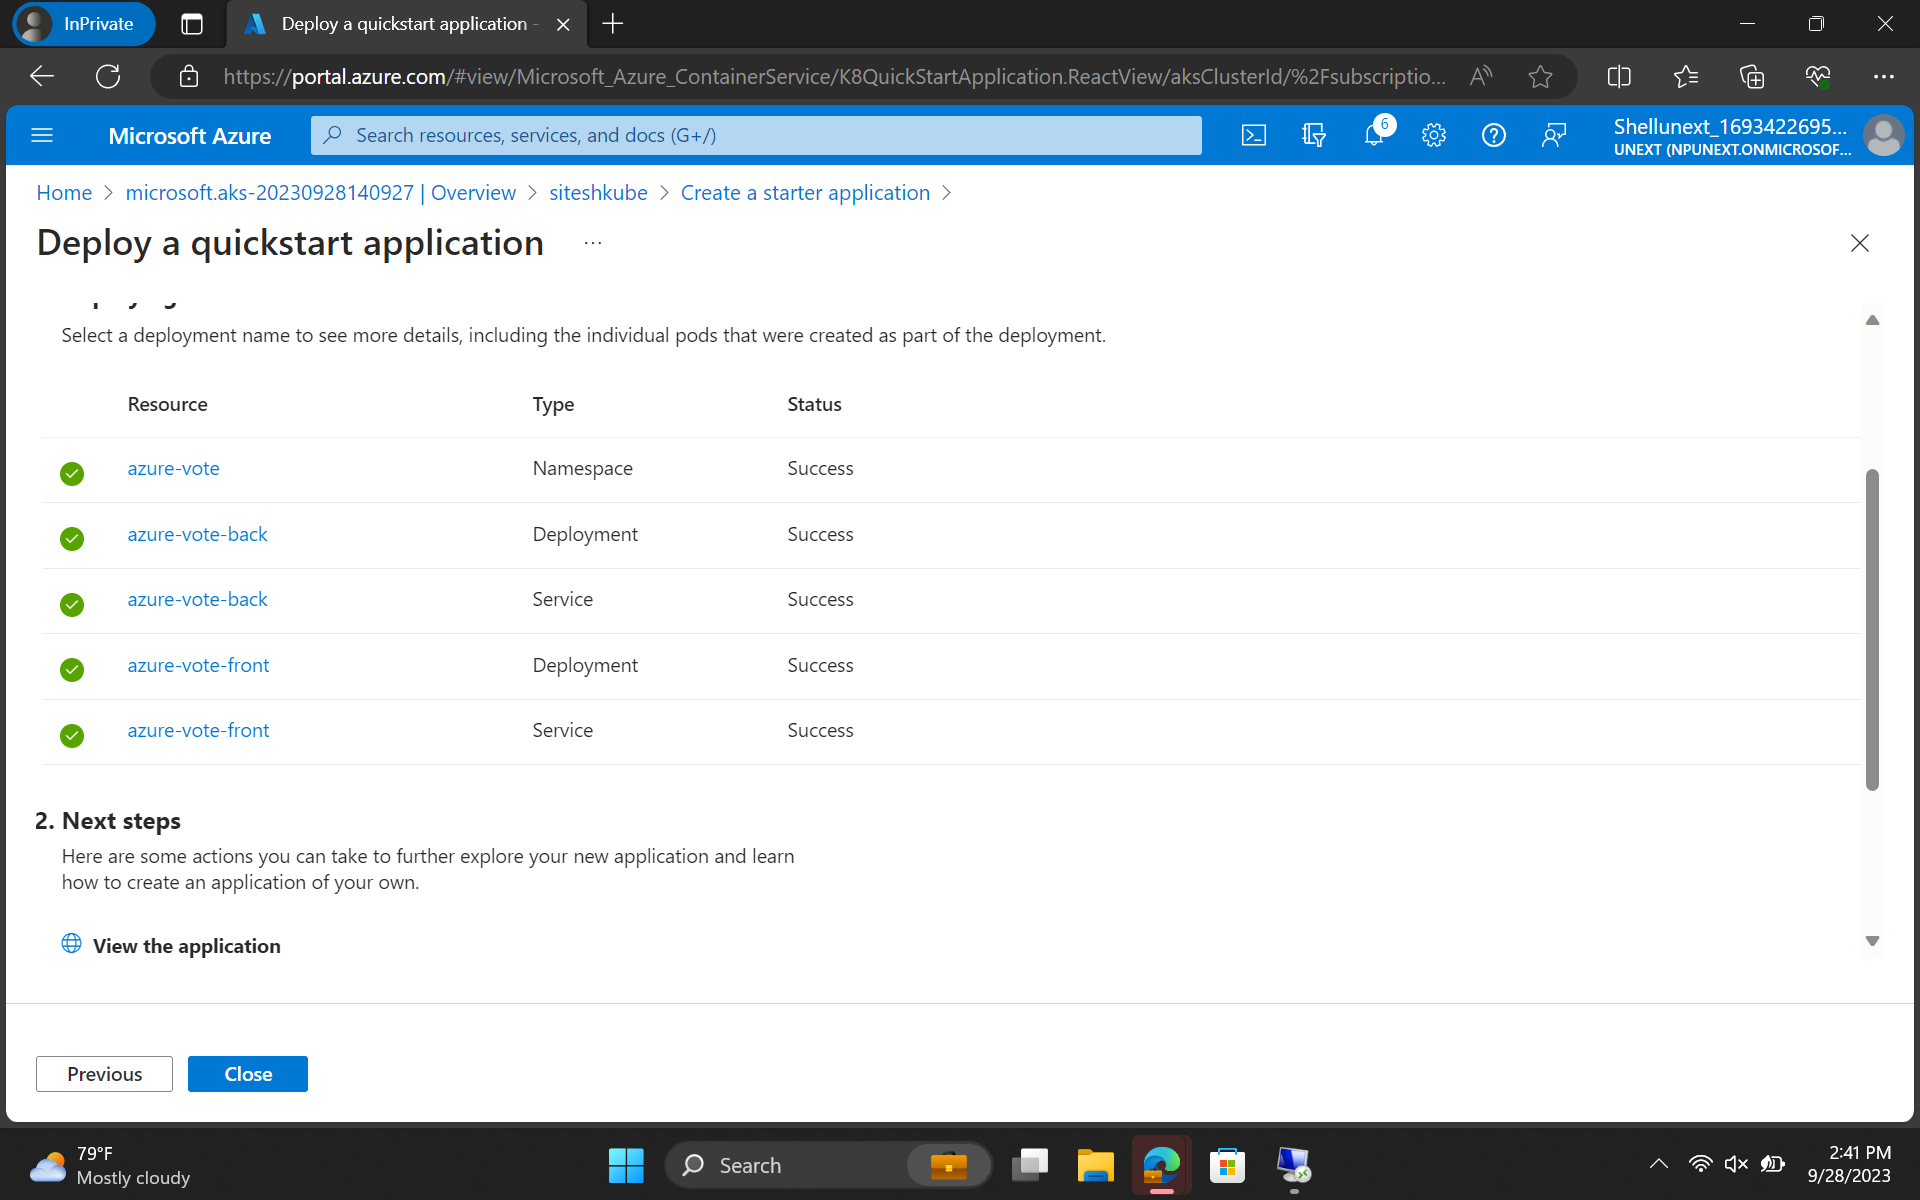 InPrivate
Deploy a quickstart application -
https://portal.azure.com/#view/Microsoft_Azure_ContainerService/K8QuickStartApplication.ReactView/aksClusterId/%2Fsubscriptio...
Microsoft Azure
Search resources, services, and docs (G+/)
6
Shellunext_1693422695...
UNEXT (NPUNEXT.ONMICROSOF...
Home > microsoft.aks-20230928140927 | Overview > siteshkube > Create a starter application >
Deploy a quickstart application ...
Select a deployment name to see more details, including the individual pods that were created as part of the deployment.
Resource Type Status
azure-vote Namespace Success
azure-vote-back Deployment Success
azure-vote-back Service Success
azure-vote-front Deployment Success
azure-vote-front Service Success
2. Next steps
Here are some actions you can take to further explore your new application and learn
how to create an application of your own.
View the application
Previous Close
79°F
Mostly cloudy
Search
2:41 PM
9/28/2023